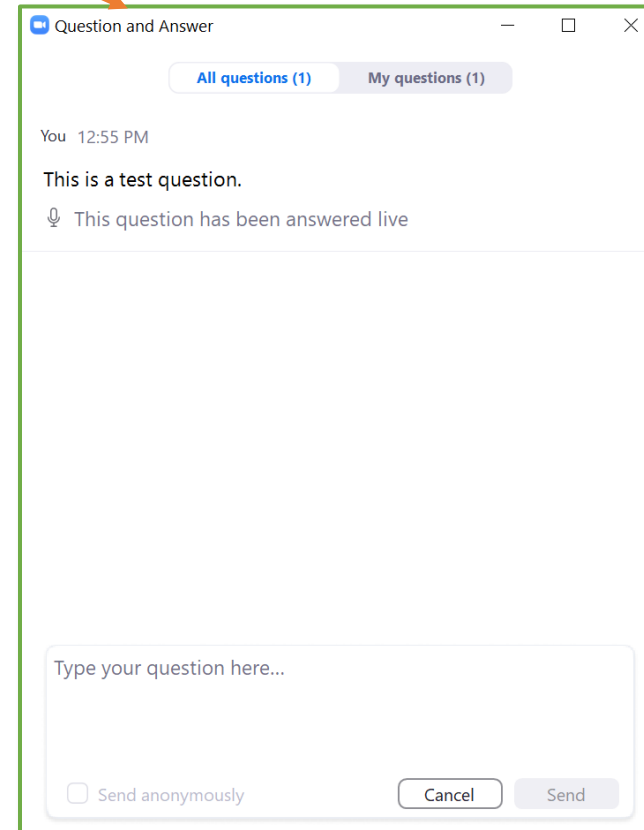 Question and Answer
All questions (1) My questions (1)
You 12:55 PM
This is a test question.
This question has been answered live
Type your question here...
Send anonymously Cancel Send